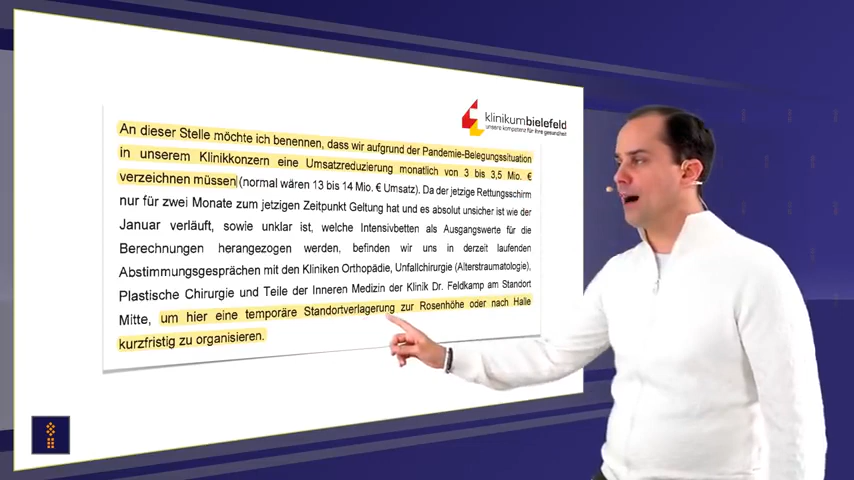 klinikumbielefeld
unsere kompetenz für ihre gesundheit
An dieser Stelle möchte ich benennen, dass wir aufgrund der Pandemie-Belegungssituation
in unserem Klinikkonzern eine Umsatzreduzierung monatlich von 3 bis 3,5 Mio. €
verzeichnen müssen (normal wären 13 bis 14 Mio. € Umsatz). Da der jetzige Rettungsschirm
nur für zwei Monate zum jetzigen Zeitpunkt Geltung hat und es absolut unsicher ist wie der
Januar verläuft, sowie unklar ist, welche Intensivbetten als Ausgangswerte für die
Berechnungen herangezogen werden, befinden wir uns in derzeit laufenden
Abstimmungsgesprächen mit den Kliniken Orthopädie, Unfallchirurgie (Alterstraumatologie),
Plastische Chirurgie und Teile der Inneren Medizin der Klinik Dr. Feldkamp am Standort
Mitte, um hier eine temporäre Standortverlagerung zur Rosenhöhe oder nach Halle
kurzfristig zu organisieren.